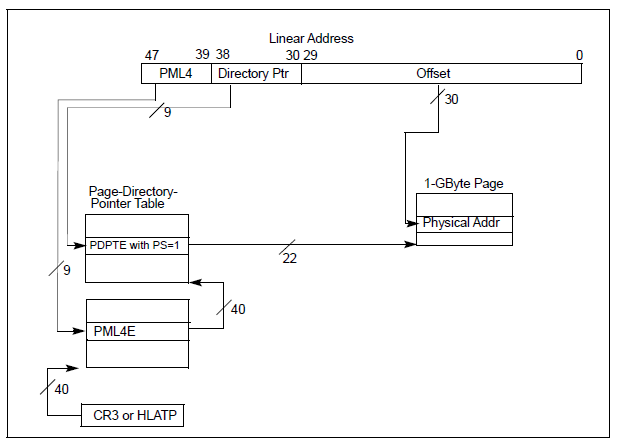 Linear Address
47 39 38 30 29 0
PML4 Directory Ptr Offset
9
30
Page-Directory-
Pointer Table
1-GByte Page
Physical Addr
PDPTE with PS=1
22
9
40
PML4E
40
CR3 or HLATP